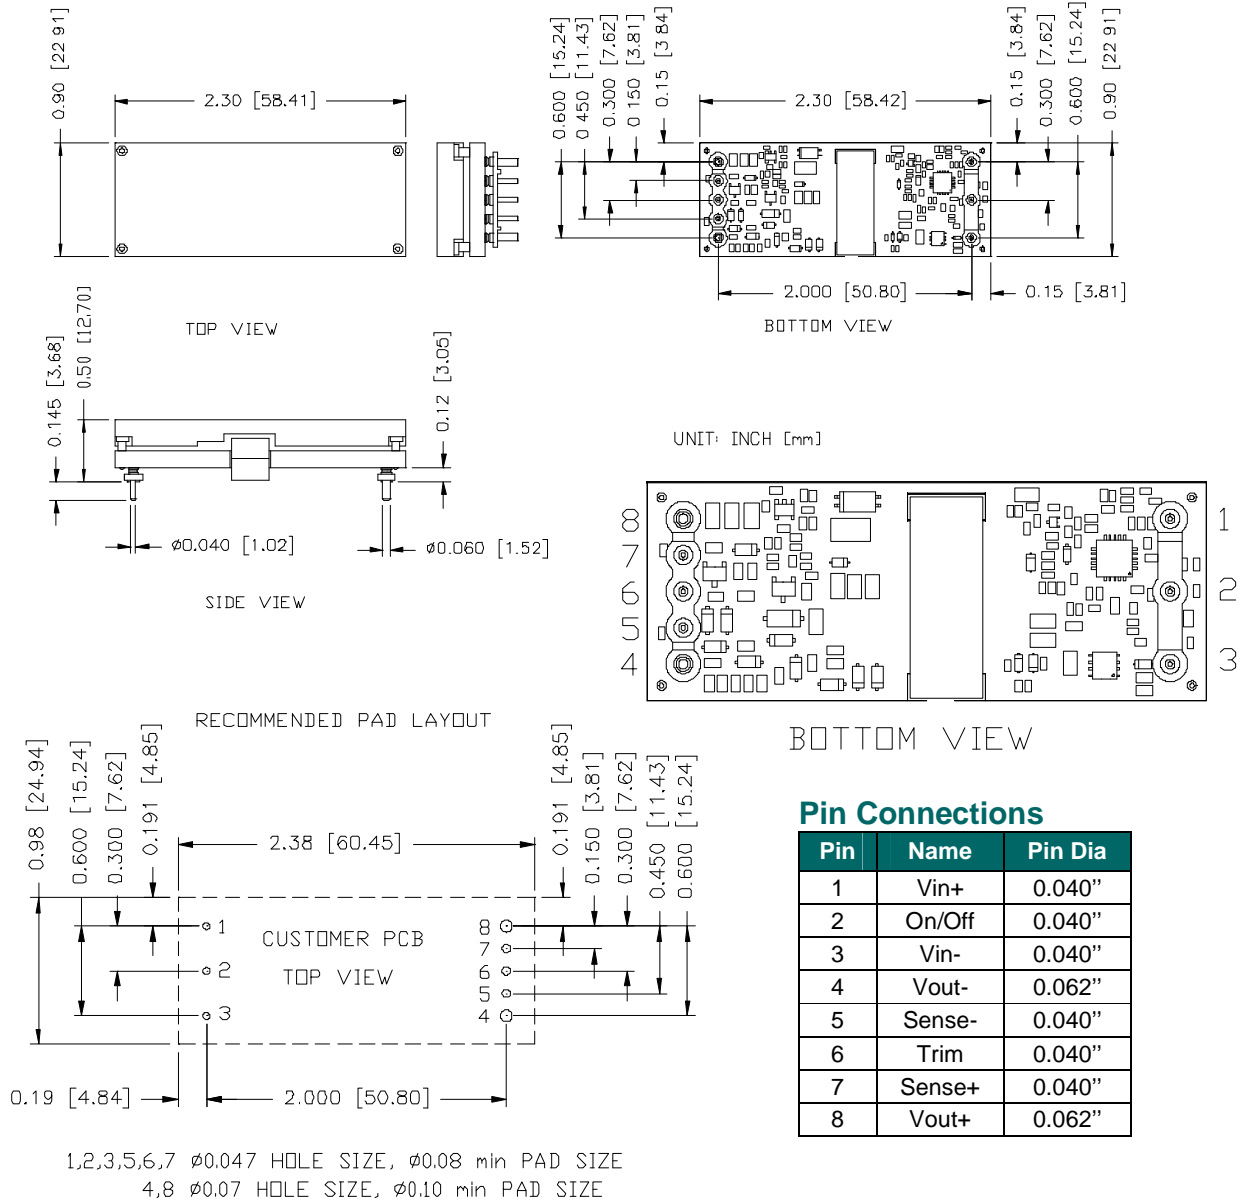 0.90 [22 91]
2.30 [58.41]
TOP VIEW
0.600 [15.24]
0.450 [11.43]
0.300 [7.62]
0.150 [3.81]
0.15 [3 84]
2.30 [58.42]
0.15 [3.84]
0.300 [7.62]
0.600 [15.24]
0.90 [22 91]
2.000 [50.80]
0.15 [3.81]
BOTTOM VIEW
0.145 [3.68]
0.50 [12.70]
0.12 [3.05]
ø0.040 [1.02]
ø0.060 [1.52]
SIDE VIEW
UNIT: INCH [mm]
8
7
6
5
4
1
2
3
BOTTOM VIEW
RECOMMENDED PAD LAYOUT
0.98 [24.94]
0.600 [15.24]
0.300 [7.62]
0.191 [4.85]
2.38 [60.45]
0.191 [4.85]
0.150 [3.81]
0.300 [7.62]
0.450 [11.43]
0.600 [15.24]
1
2
3
CUSTOMER PCB
TOP VIEW
8
7
6
5
4
0.19 [4.84]
2.000 [50.80]
1,2,3,5,6,7 ø0.047 HOLE SIZE, ø0.08 min PAD SIZE
4,8 ø0.07 HOLE SIZE, ø0.10 min PAD SIZE
Pin Connections
Pin Name Pin Dia
1 Vin+ 0.040’’
2 On/Off 0.040’’
3 Vin- 0.040’’
4 Vout- 0.062’’
5 Sense- 0.040’’
6 Trim 0.040’’
7 Sense+ 0.040’’
8 Vout+ 0.062’’